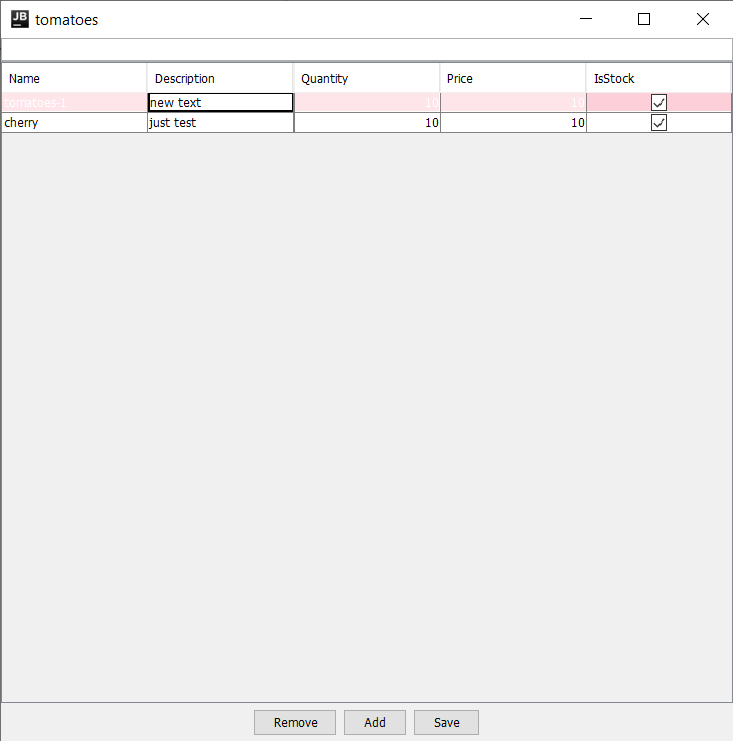 JB tomatoes
Name Description Quantity Price IsStock
tomatoes-1 new text 10 10
cherry just test 10 10
Remove Add Save